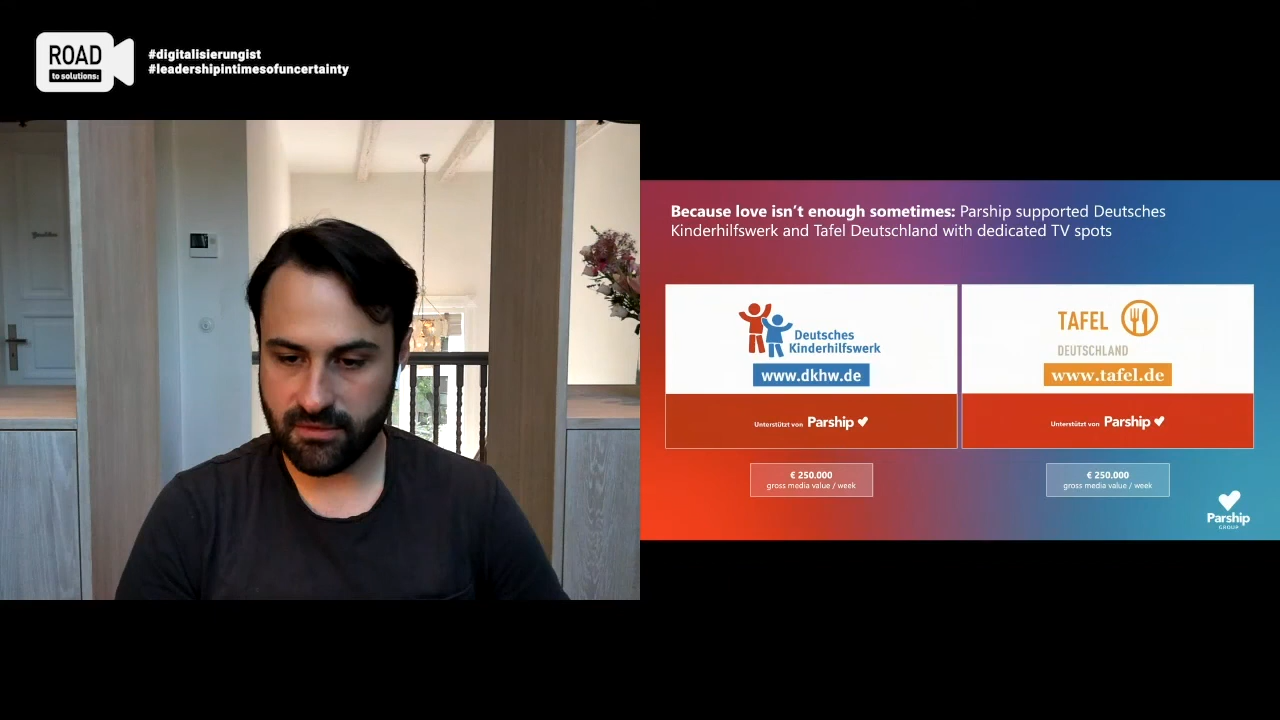 ROAD
to solutions:
#digitalisierungist
#leadershipintimesofuncertainty
Because love isn't enough sometimes: Parship supported Deutsches
Kinderhilfswerk and Tafel Deutschland with dedicated TV spots
Deutsches
Kinderhilfswerk
www.dkhw.de
Unterstützt von Parship
€ 250.000
gross media value / week
TAFEL
DEUTSCHLAND
www.tafel.de
Unterstützt von Parship
€ 250.000
gross media value / week
Parship
GROUP